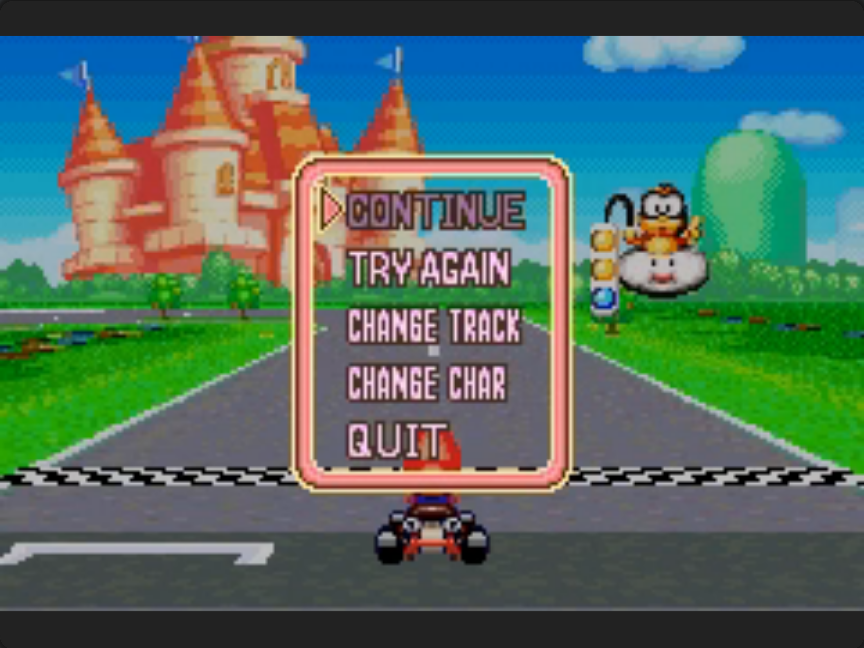 CONTINUE
TRY AGAIN
CHANGE TRACK
CHANGE CHAR
QUIT